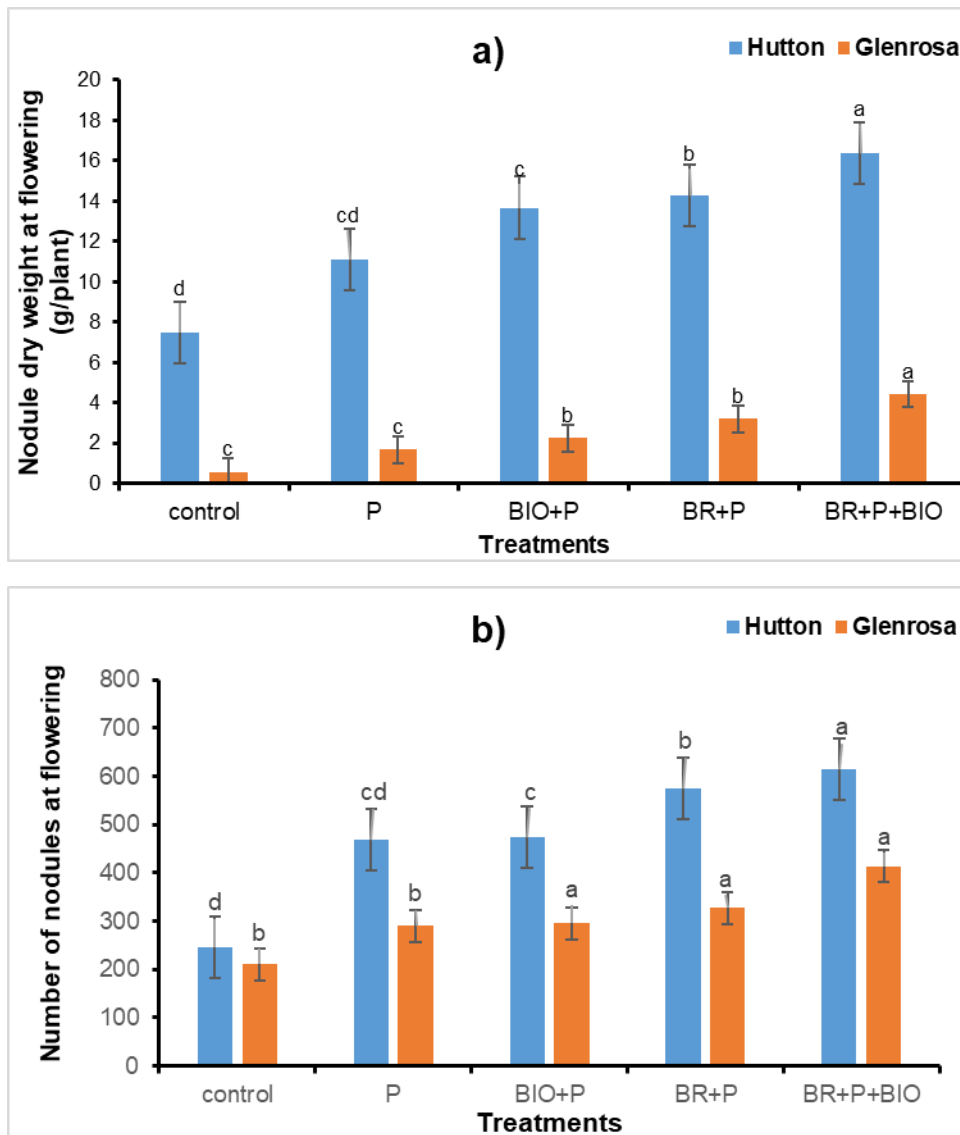 a)
Hutton Glenrosa
Nodule dry weight at flowering
(g/plant)
20
18
16
14
12
10
8
6
4
2
0
d
c
cd
c
c
b
b
b
a
a
control P BIO+P BR+P BR+P+BIO
Treatments
b)
Hutton Glenrosa
Number of nodules at flowering
800
700
600
500
400
300
200
100
0
d
b
cd
b
c
a
b
a
a
a
control P BIO+P BR+P BR+P+BIO
Treatments